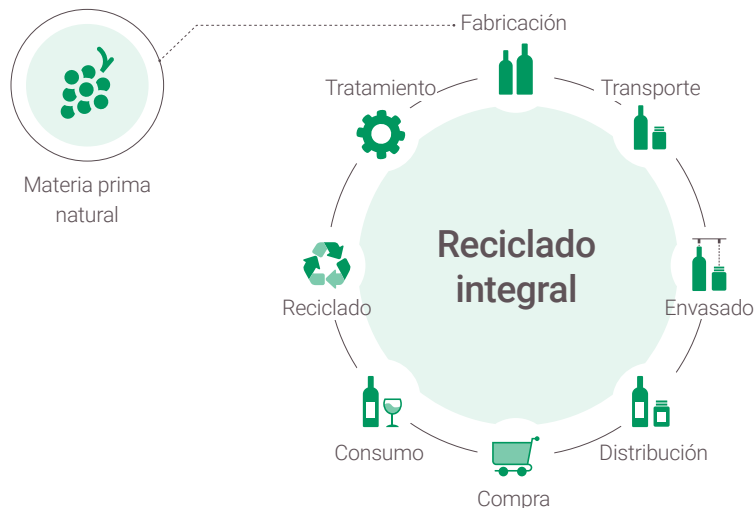 Fabricación
Tratamiento
Transporte
Materia prima
natural
Reciclado
integral
Reciclado
Envasado
Consumo
Distribución
Compra